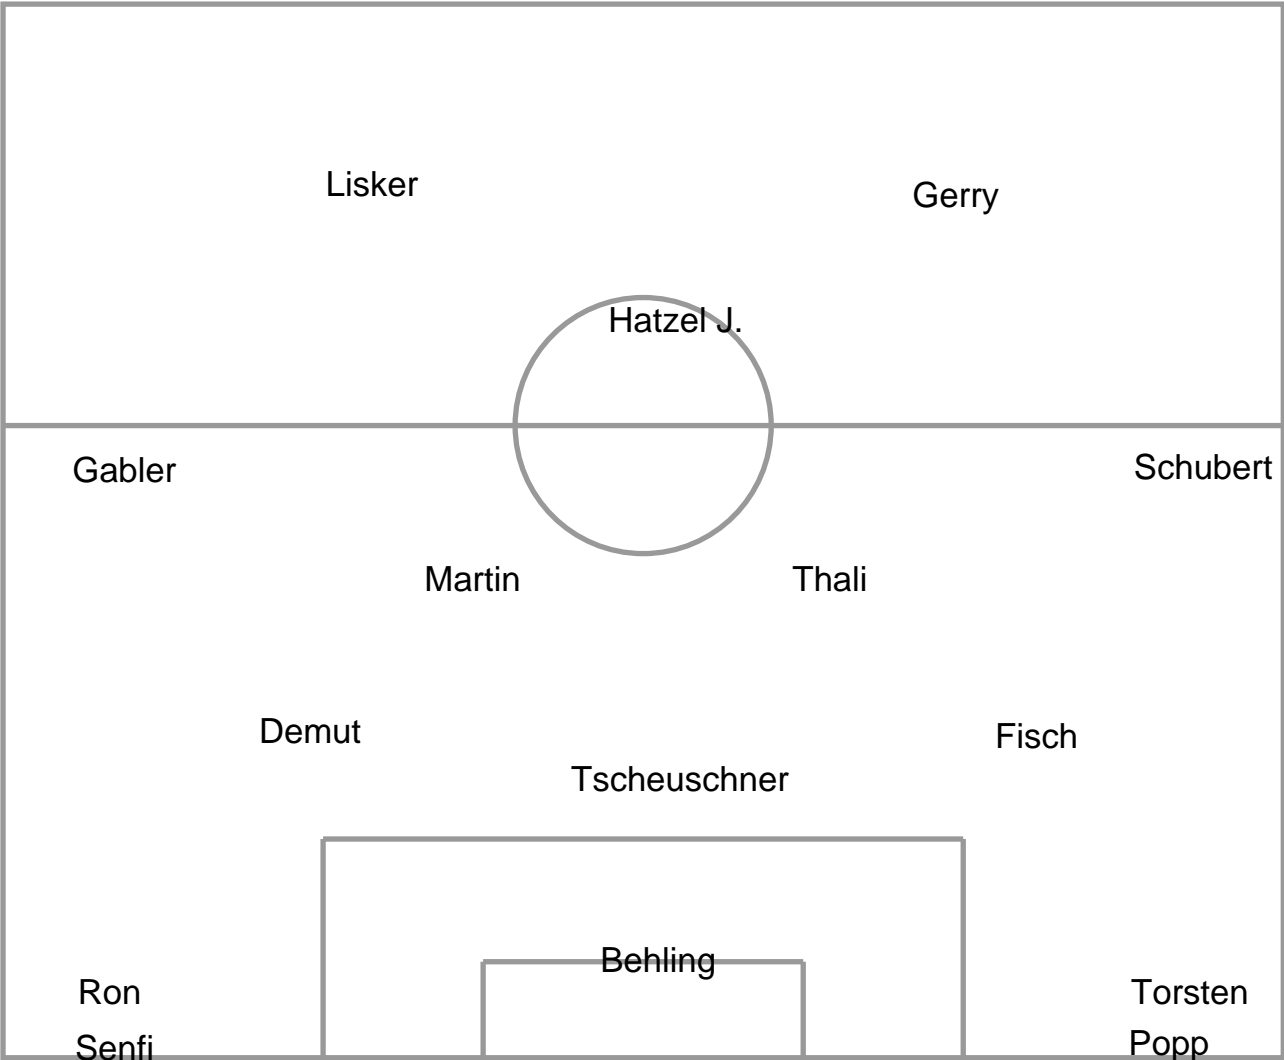 Lisker
Gerry
Hatzel J.
Gabler
Schubert
Martin
Thali
Demut
Fisch
Tscheuschner
Behling
Ron
Torsten
Senfi
Popp